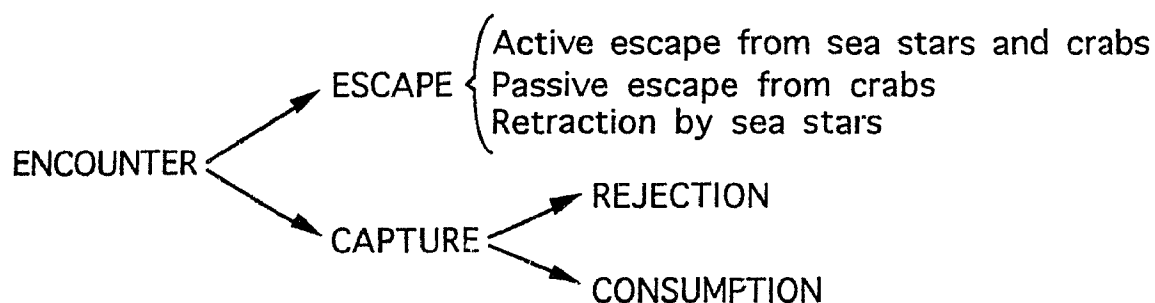 Active escape from sea stars and crabs
ESCAPE Passive escape from crabs
Retraction by sea stars
ENCOUNTER
REJECTION
CAPTURE
CONSUMPTION